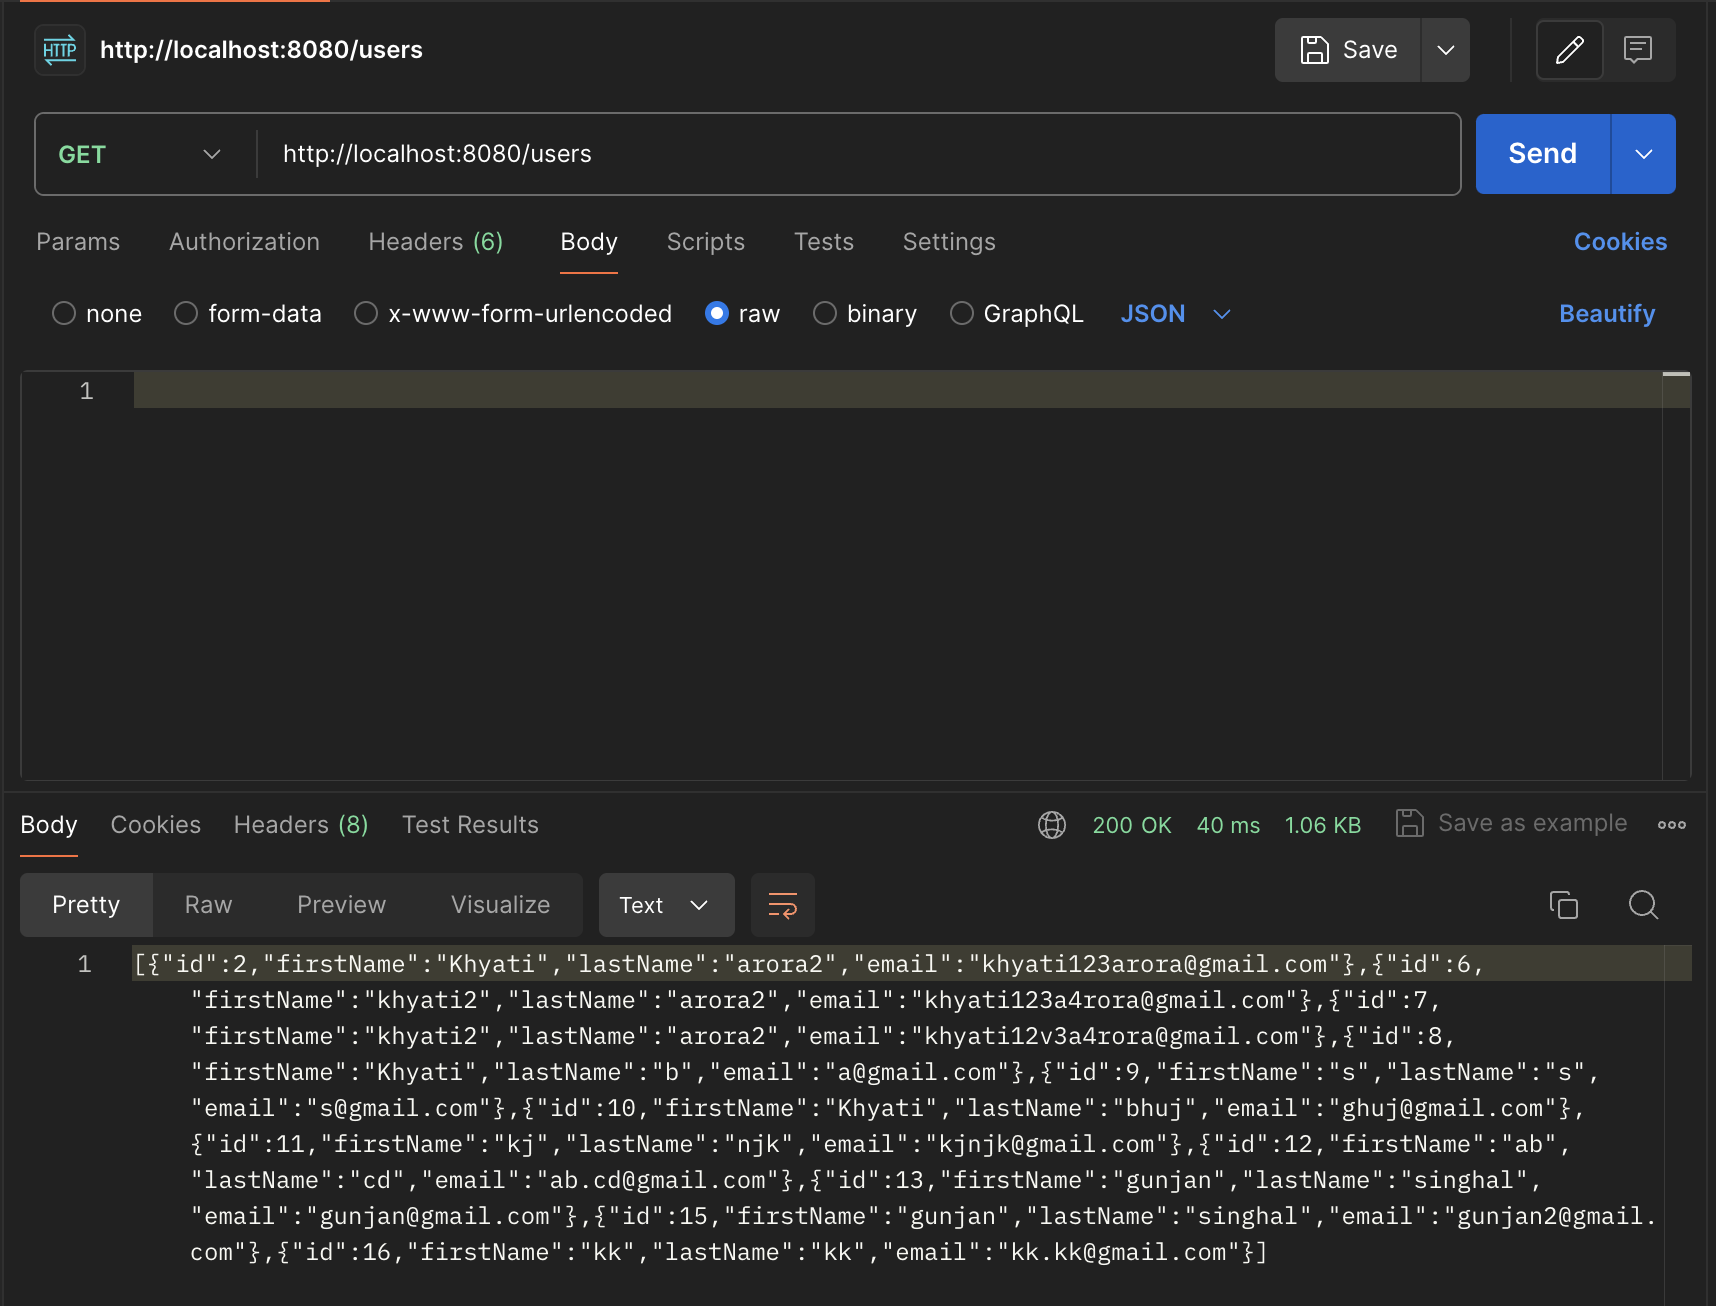 HTTP http://localhost:8080/users Save
GET http://localhost:8080/users Send
Params Authorization Headers (6) Body Scripts Tests Settings Cookies
none form-data x-www-form-urlencoded raw binary GraphQL JSON Beautify
1
Body Cookies Headers (8) Test Results 200 OK 40 ms 1.06 KB Save as example
Pretty Raw Preview Visualize Text
1 [{"id":2,"firstName":"Khyati","lastName":"arora2","email":"khyati123arora@gmail.com"},{"id":6,
"firstName":"khyati2","lastName":"arora2","email":"khyati123a4rora@gmail.com"},{"id":7,
"firstName":"khyati2","lastName":"arora2","email":"khyati12v3a4rora@gmail.com"},{"id":8,
"firstName":"Khyati","lastName":"b","email":"a@gmail.com"},{"id":9,"firstName":"s","lastName":"s",
"email":"s@gmail.com"},{"id":10,"firstName":"Khyati","lastName":"bhuj","email":"ghuj@gmail.com"},
{"id":11,"firstName":"kj","lastName":"njk","email":"kjnjk@gmail.com"},{"id":12,"firstName":"ab",
"lastName":"cd","email":"ab.cd@gmail.com"},{"id":13,"firstName":"gunjan","lastName":"singhal",
"email":"gunjan@gmail.com"},{"id":15,"firstName":"gunjan","lastName":"singhal","email":"gunjan2@gmail.
com"},{"id":16,"firstName":"kk","lastName":"kk","email":"kk.kk@gmail.com"}]